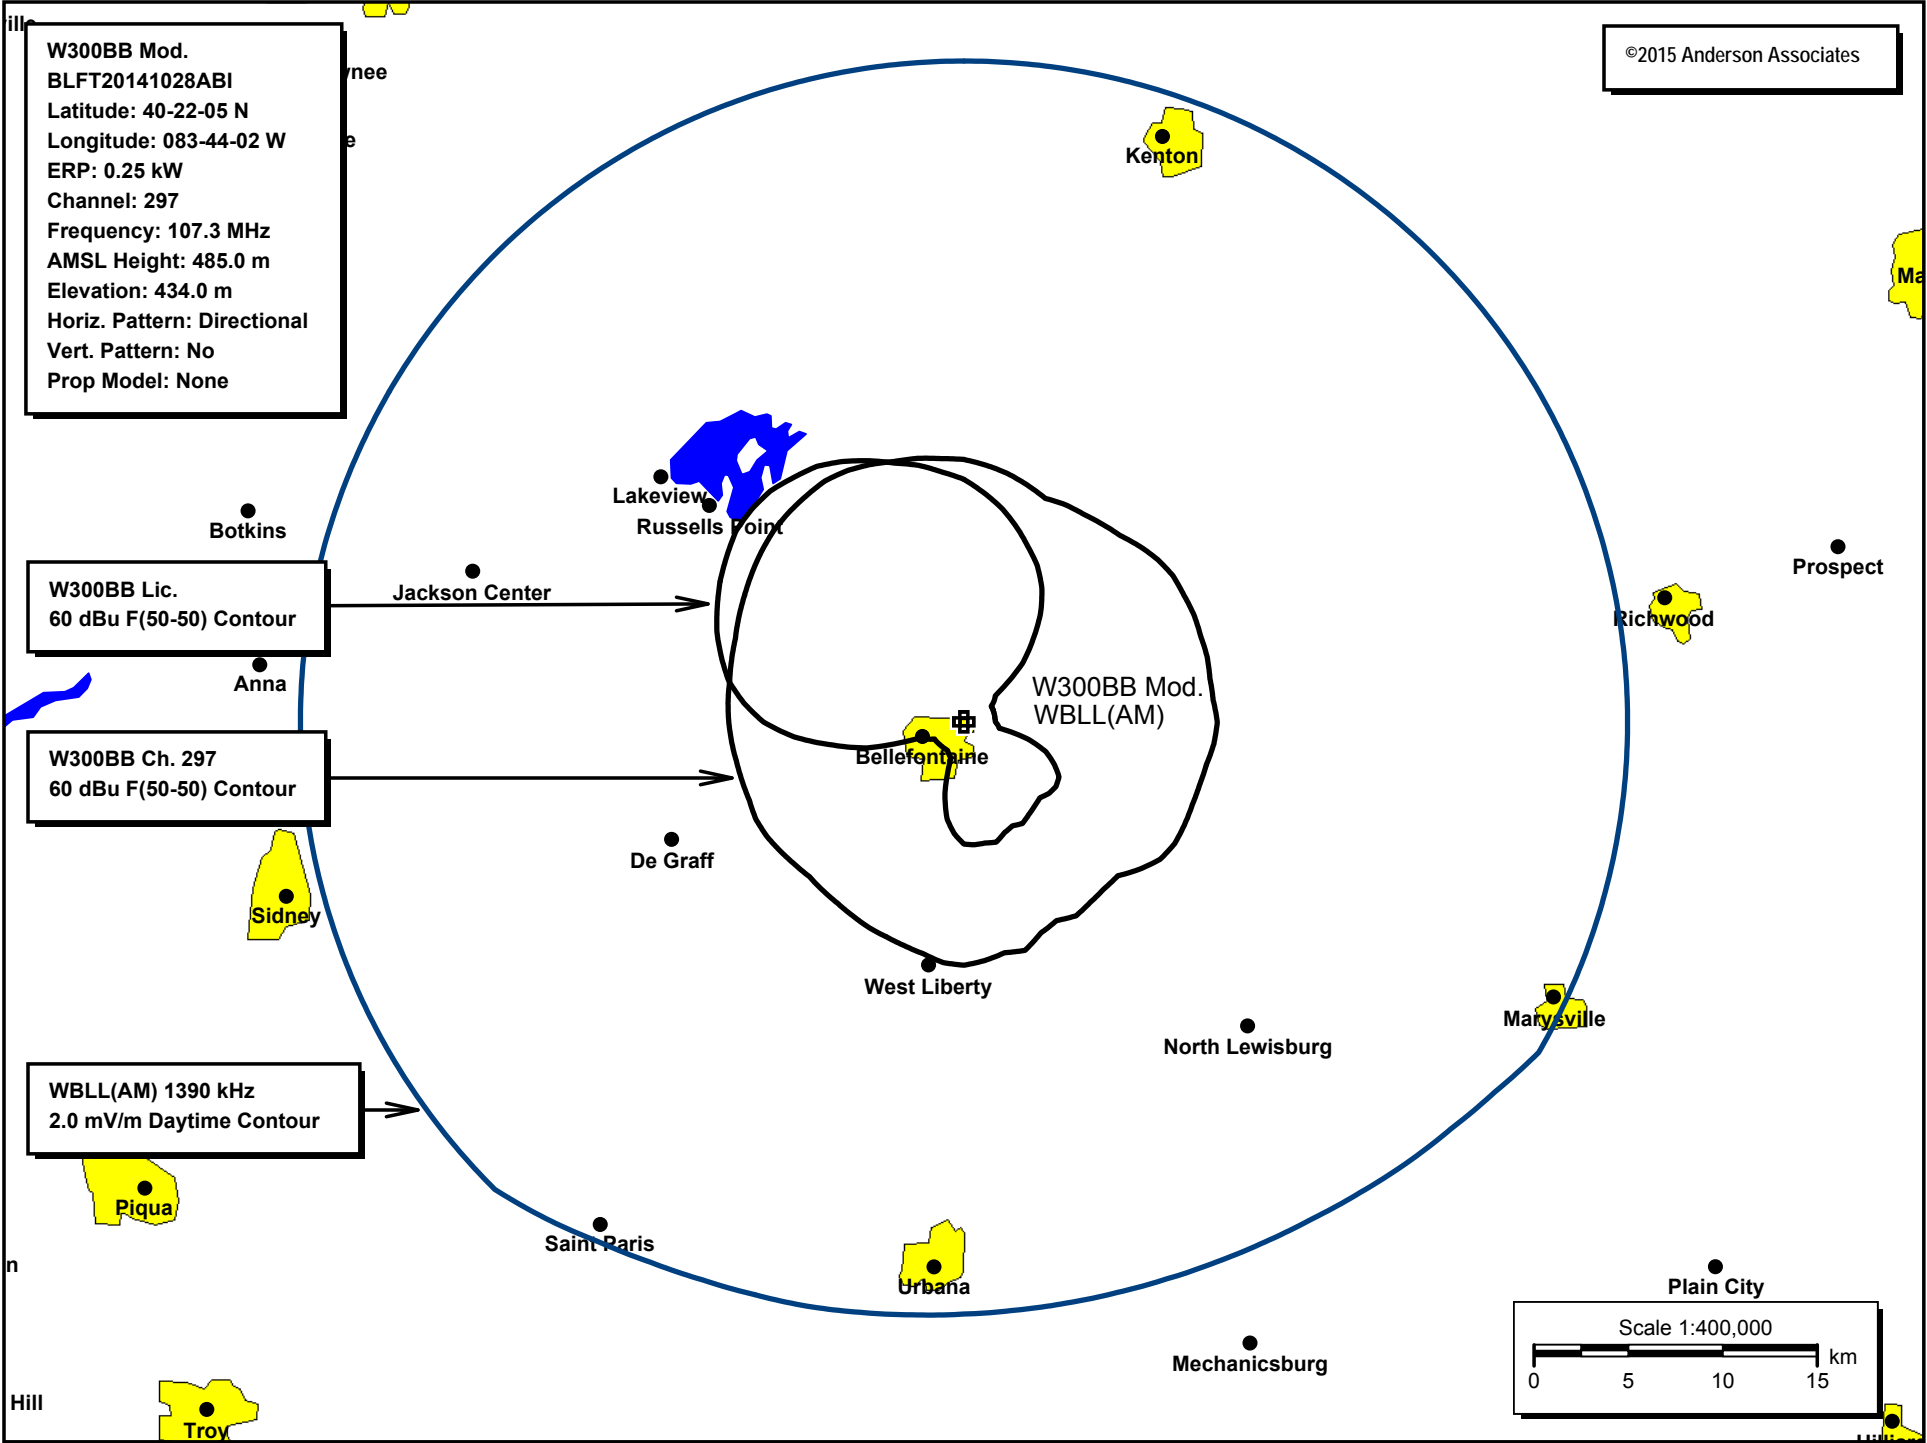 ille
W300BB Mod.
BLFT20141028ABI
Latitude: 40-22-05 N
Longitude: 083-44-02 W
ERP: 0.25 kW
Channel: 297
Frequency: 107.3 MHz
AMSL Height: 485.0 m
Elevation: 434.0 m
Horiz. Pattern: Directional
Vert. Pattern: No
Prop Model: None
©2015 Anderson Associates
ynee
e
Kenton
Ma
Lakeview
Russells Point
Botkins
Jackson Center
Prospect
Richwood
W300BB Lic.
60 dBu F(50-50) Contour
Anna
W300BB Mod.
WBLL(AM)
Bellefontaine
W300BB Ch. 297
60 dBu F(50-50) Contour
De Graff
Sidney
West Liberty
Marysville
North Lewisburg
WBLL(AM) 1390 kHz
2.0 mV/m Daytime Contour
Piqua
Saint Paris
n
Urbana
Plain City
Mechanicsburg
Scale 1:400,000
km
0 5 10 15
Hill
Troy